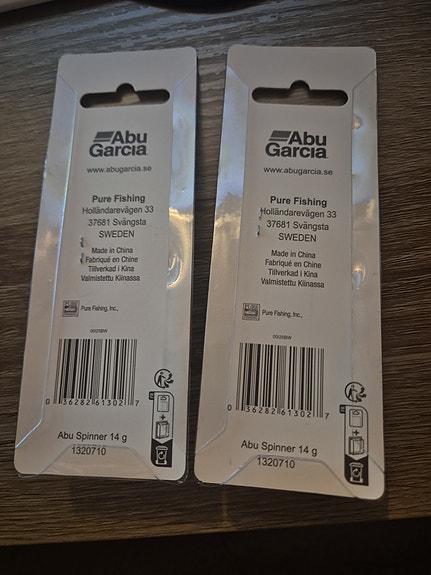 Abu
Garcia
www.abugarcia.se
Pure Fishing
Holländarevägen 33
37681 Svängsta
SWEDEN
Made in China
Fabriqué en Chine
Tillverkad i Kina
Valmistettu Kiinassa
Pure Fishing, Inc.,
0 36282 61302 7
Abu Spinner 14 g
1320710
Abu
Garcia
www.abugarcia.se
Pure Fishing
Holländarevägen 33
37681 Svängsta
SWEDEN
Made in China
Fabriqué en Chine
Tillverkad i Kina
Valmistettu Kiinassa
Pure Fishing, Inc.,
0 36282 61302 7
Abu Spinner 14 g
1320710